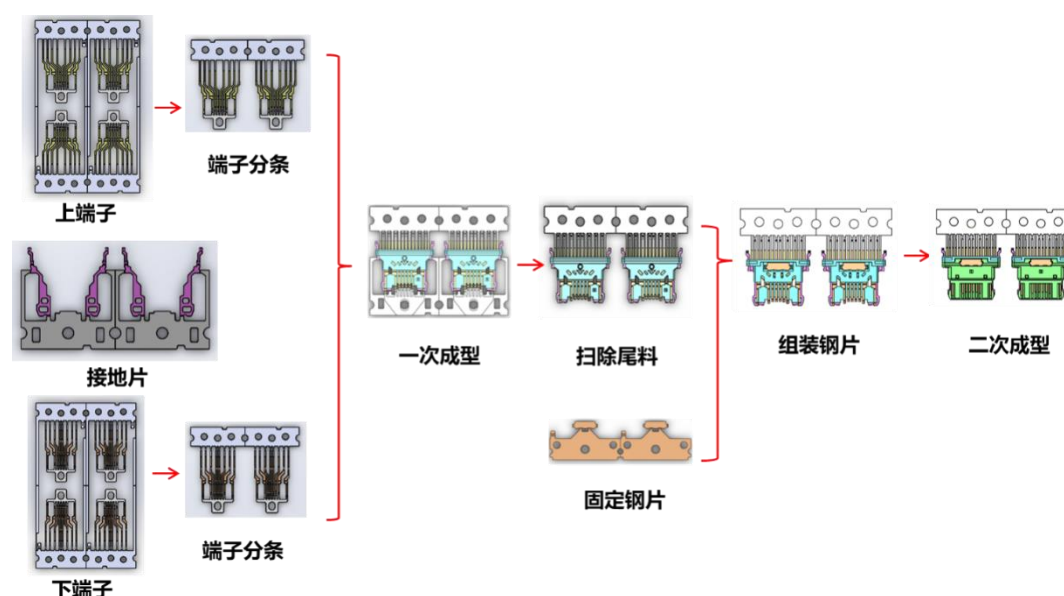 上端子
端子分条
接地片
下端子
端子分条
一次成型
扫除尾料
固定钢片
组装钢片
二次成型